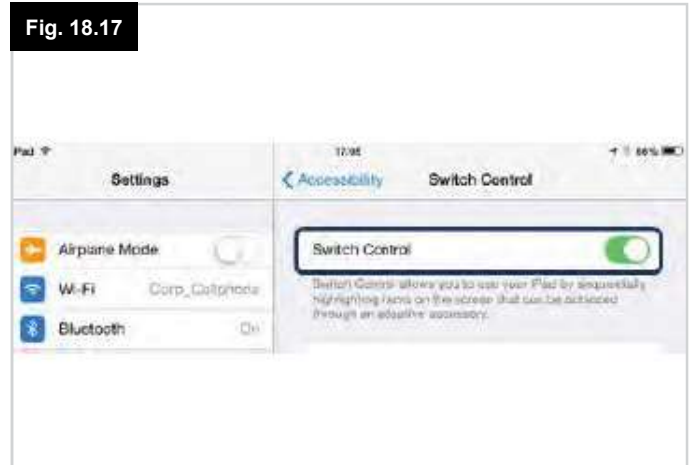 Fig. 18.17
Pad
Settings
Accessibility
Switch Control
66%
Airplane Mode
Wi-Fi
Bluetooth
On
Switch Control
Switch Control allows you to use your iPad by sequentially
highlighting items on the screen that can be activated
through an adaptive accessory.